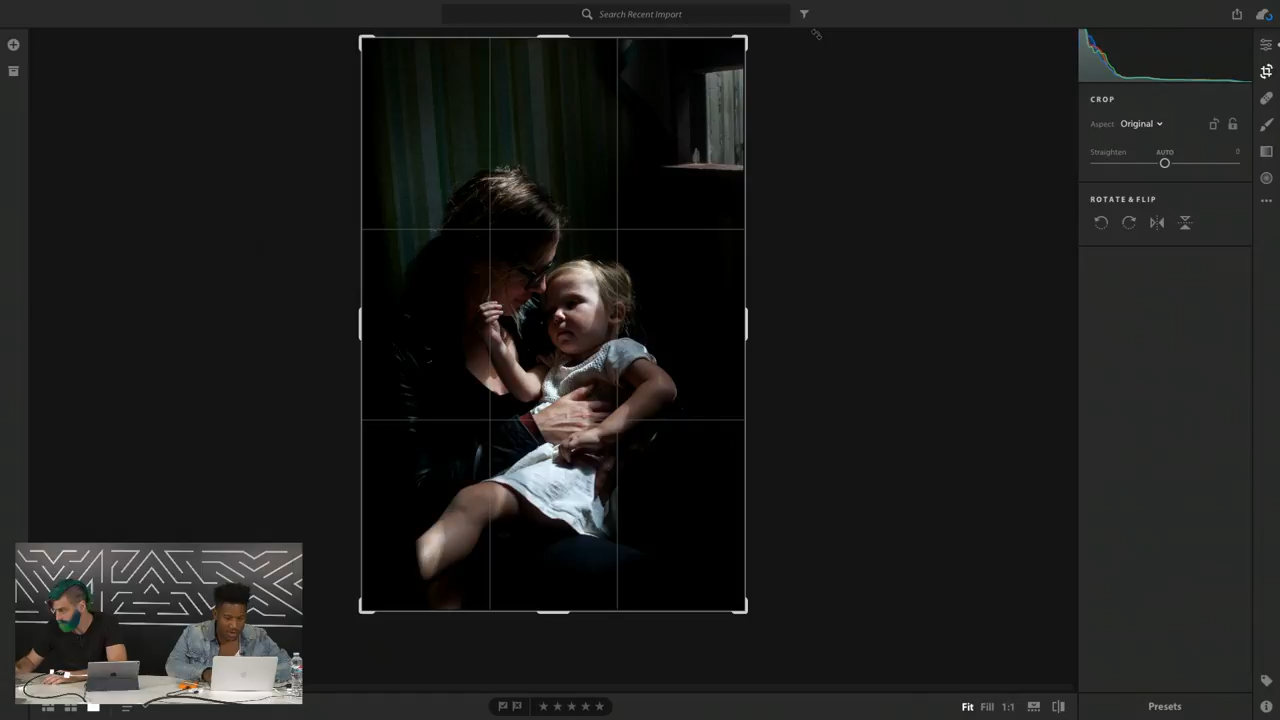 Search Recent Import
CROP
Aspect Original
Straighten AUTO 0
ROTATE & FLIP
Fit Fill 1:1
Presets